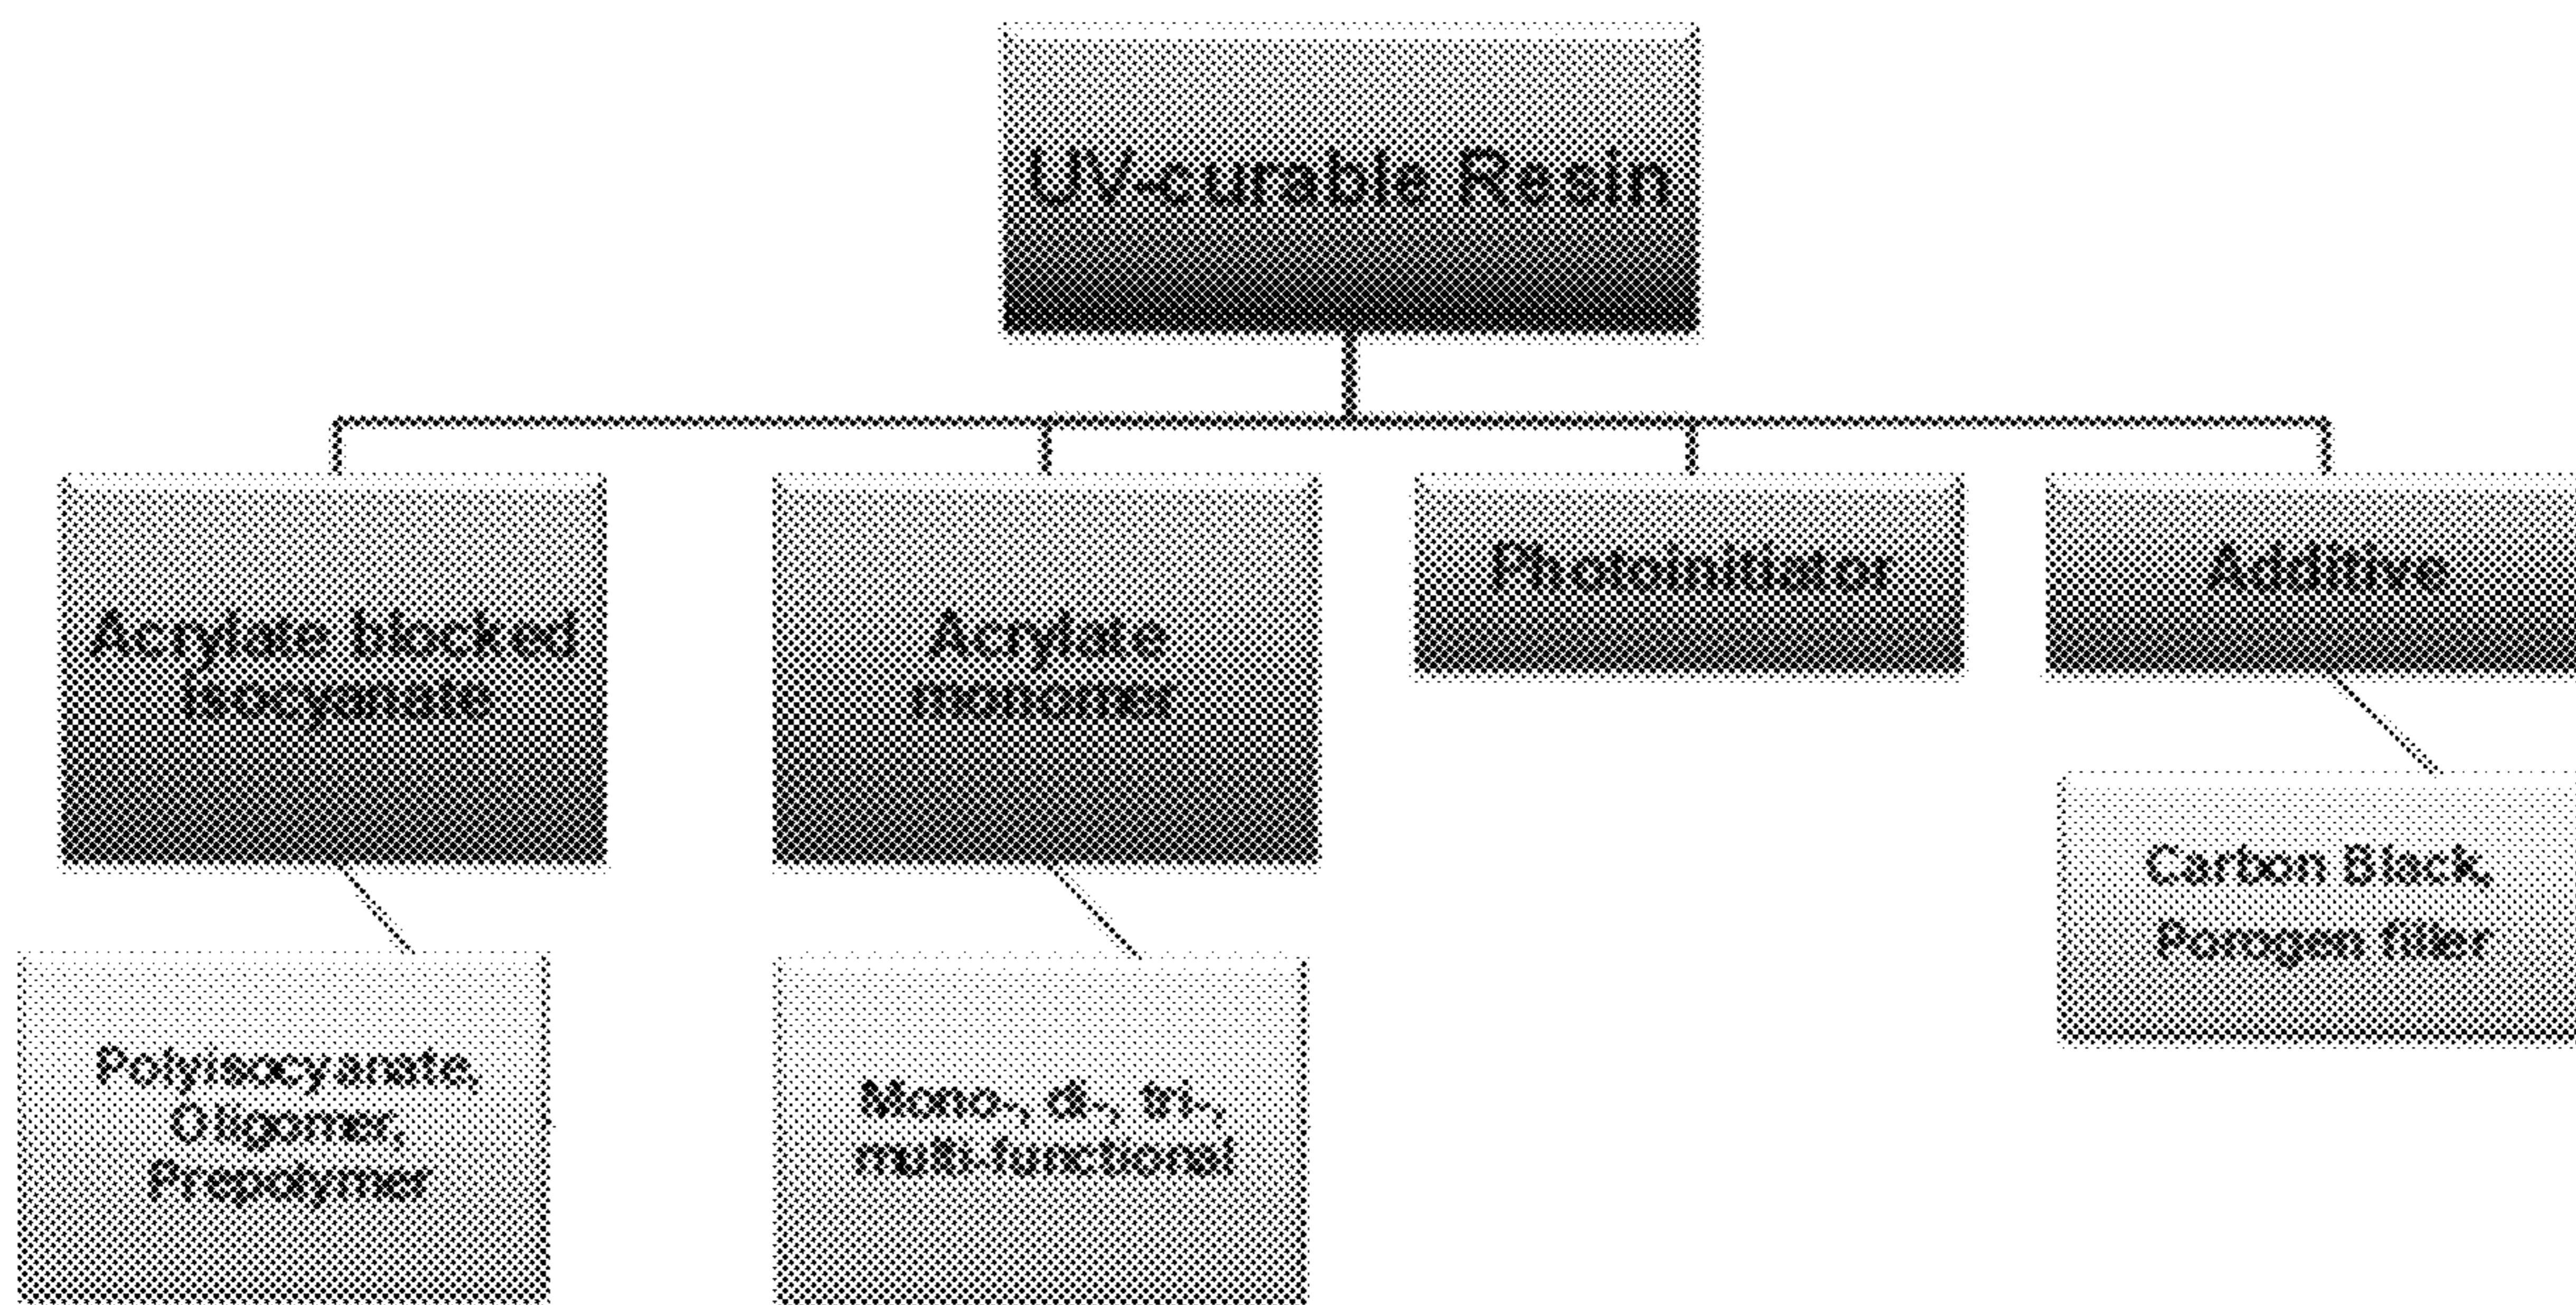 UV-curable Resin
Acrylate blocked
isocyanate
Acrylate
monomer
Photoinitiator
Additive
Carbon Black,
Porogen filler
Polyisocyanate,
Oligomer,
Prepolymer
Mono-, di-, tri-,
multi-functional